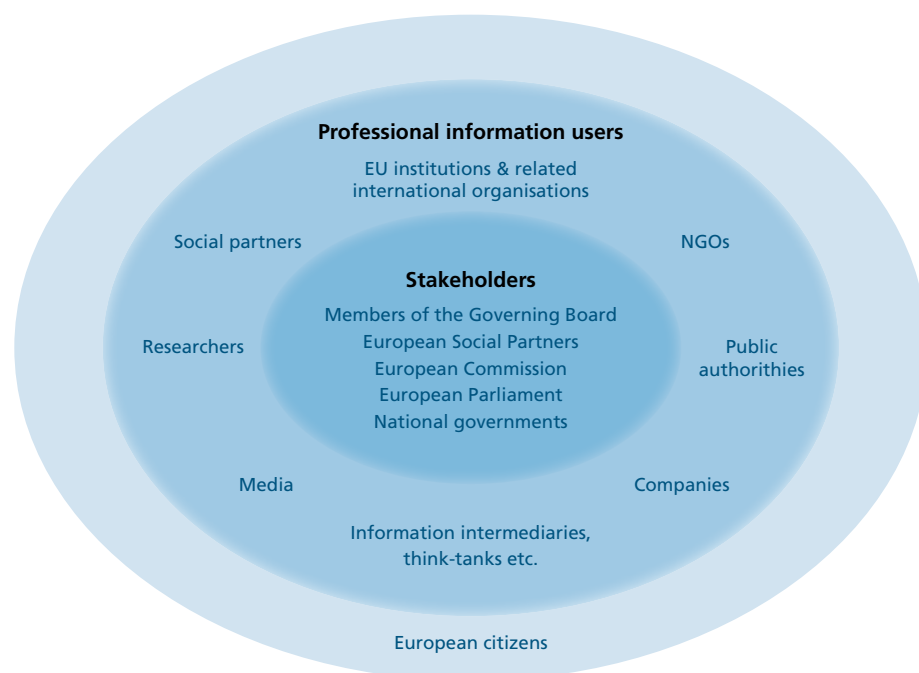 Professional information users
EU institutions & related
international organisations
Social partners
NGOs
Stakeholders
Members of the Governing Board
European Social Partners
European Commission
European Parliament
National governments
Researchers
Public
authorithies
Media
Companies
Information intermediaries,
think-tanks etc.
European citizens